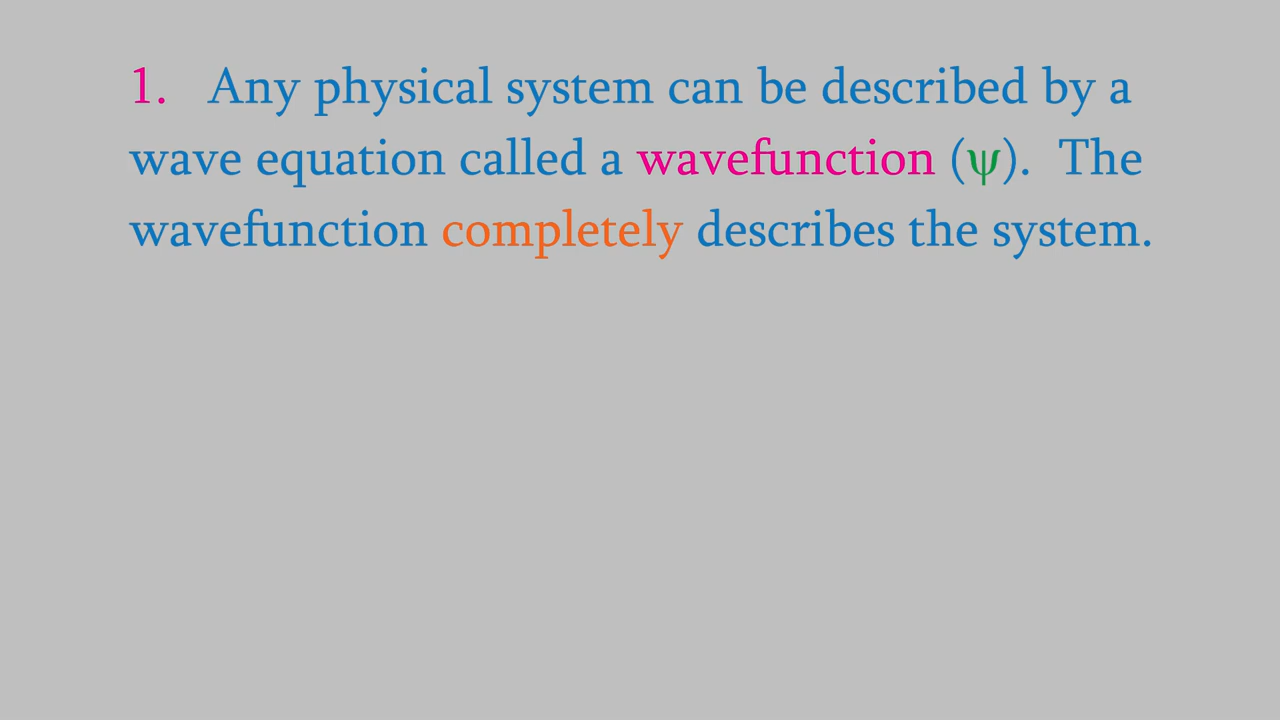 1. Any physical system can be described by a
wave equation called a wavefunction (ψ). The
wavefunction completely describes the system.